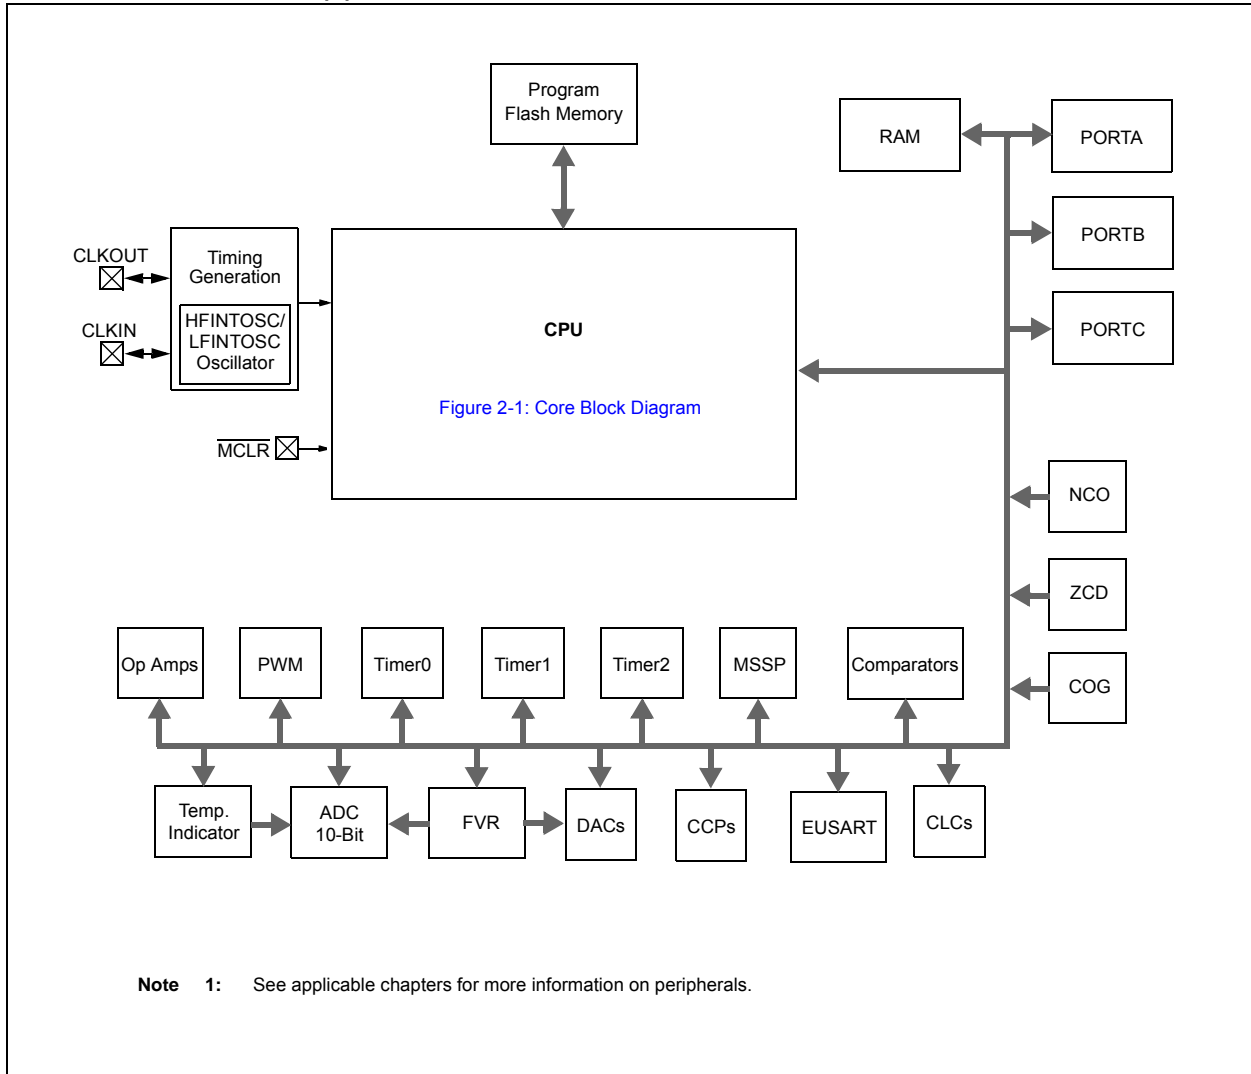 Program
Flash Memory
RAM
PORTA
PORTB
PORTC
CLKOUT
CLKIN
Timing
Generation
HFINTOSC/
LFINTOSC
Oscillator
MCLR
CPU
Figure 2-1: Core Block Diagram
NCO
ZCD
COG
Op Amps
PWM
Timer0
Timer1
Timer2
MSSP
Comparators
Temp.
Indicator
ADC
10-Bit
FVR
DACs
CCPs
EUSART
CLCs
Note 1: See applicable chapters for more information on peripherals.